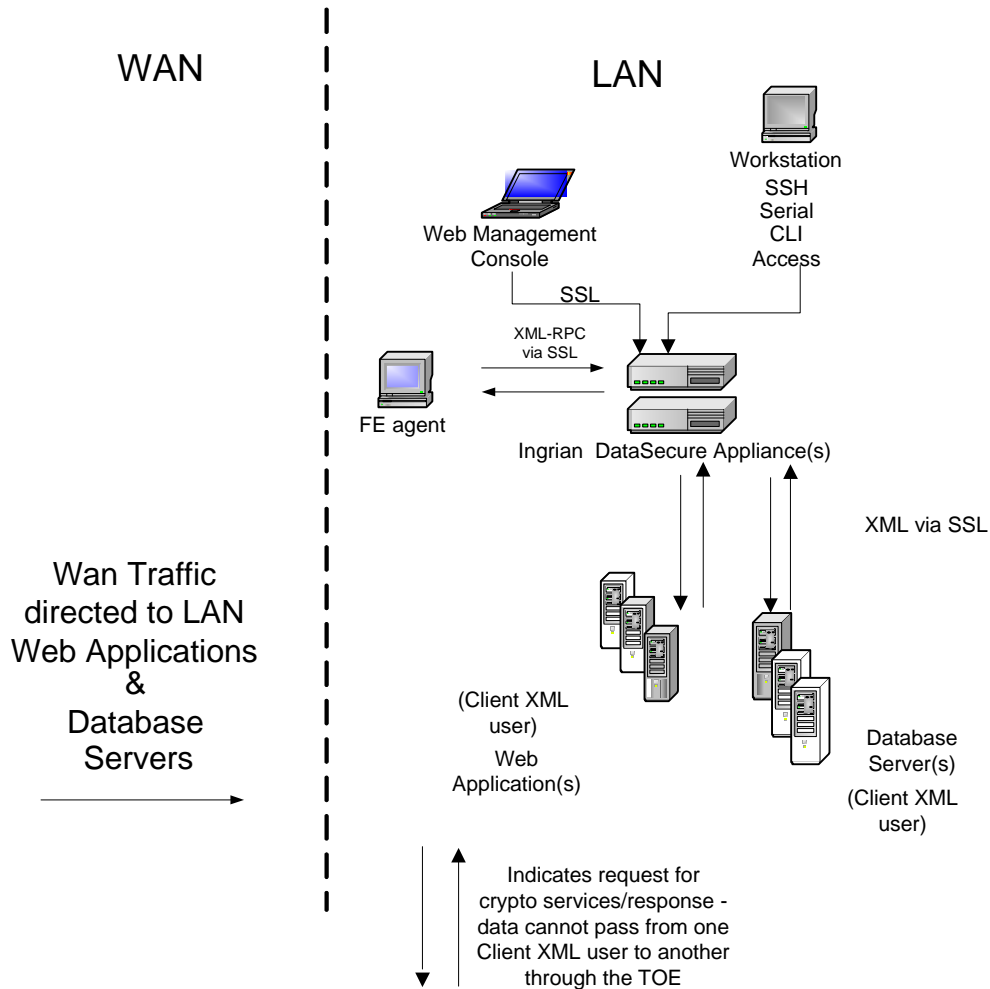 WAN
LAN
Workstation
SSH
Serial
CLI
Access
Web Management
Console
SSL
XML-RPC
via SSL
FE agent
Ingrian DataSecure Appliance(s)
XML via SSL
Wan Traffic
directed to LAN
Web Applications
&
Database
Servers
(Client XML
user)
Web
Application(s)
Database
Server(s)
(Client XML
user)
Indicates request for
crypto services/response -
data cannot pass from one
Client XML user to another
through the TOE